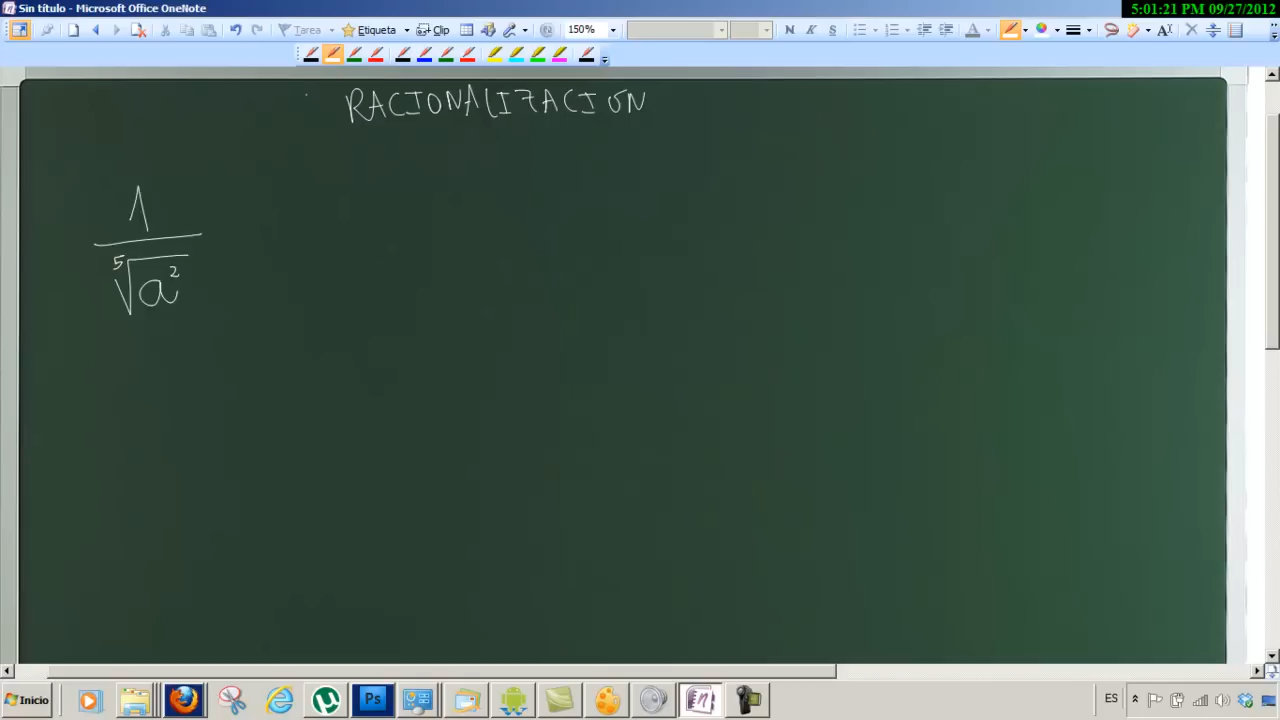 Sin título - Microsoft Office OneNote
5:01:21 PM 09/27/2012
Tarea Etiqueta Clip 150% N K S A
RACIONALIZACION
1
5√a²
Inicio Ps ES